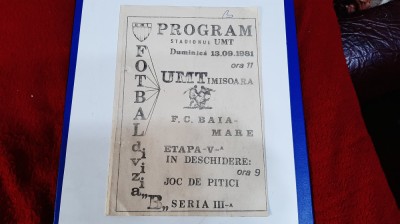 PROGRAM
STADIONUL UMT
Duminică 13.09.1981
ora 11
UMTIMISOARA
F.C. BAIA-
MARE
ETAPA-V-A
IN DESCHIDERE:
ora 9
JOC DE PITICI
SERIA III-A
FOTBAL
divizia „B"